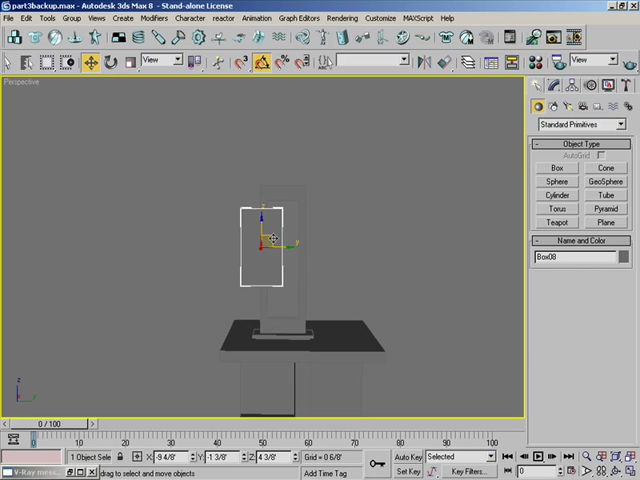 part3backup.max - Autodesk 3ds Max 8 - Stand-alone License
File Edit Tools Group Views Create Modifiers Character reactor Animation Graph Editors Rendering Customize MAXScript Help
View View
Perspective
Standard Primitives
- Object Type
AutoGrid
Box Cone
Sphere GeoSphere
Cylinder Tube
Torus Pyramid
Teapot Plane
- Name and Color
Box08
z
y
z
y
0 / 100
0 10 20 30 40 50 60 70 80 90 100
1 Object Sele X: -9 4/8' Y: -1 3/8' Z: 4 3/8' Grid = 0 6/8' Auto Key Selected
V-Ray mess drag to select and move objects Add Time Tag Set Key Key Filters... 0